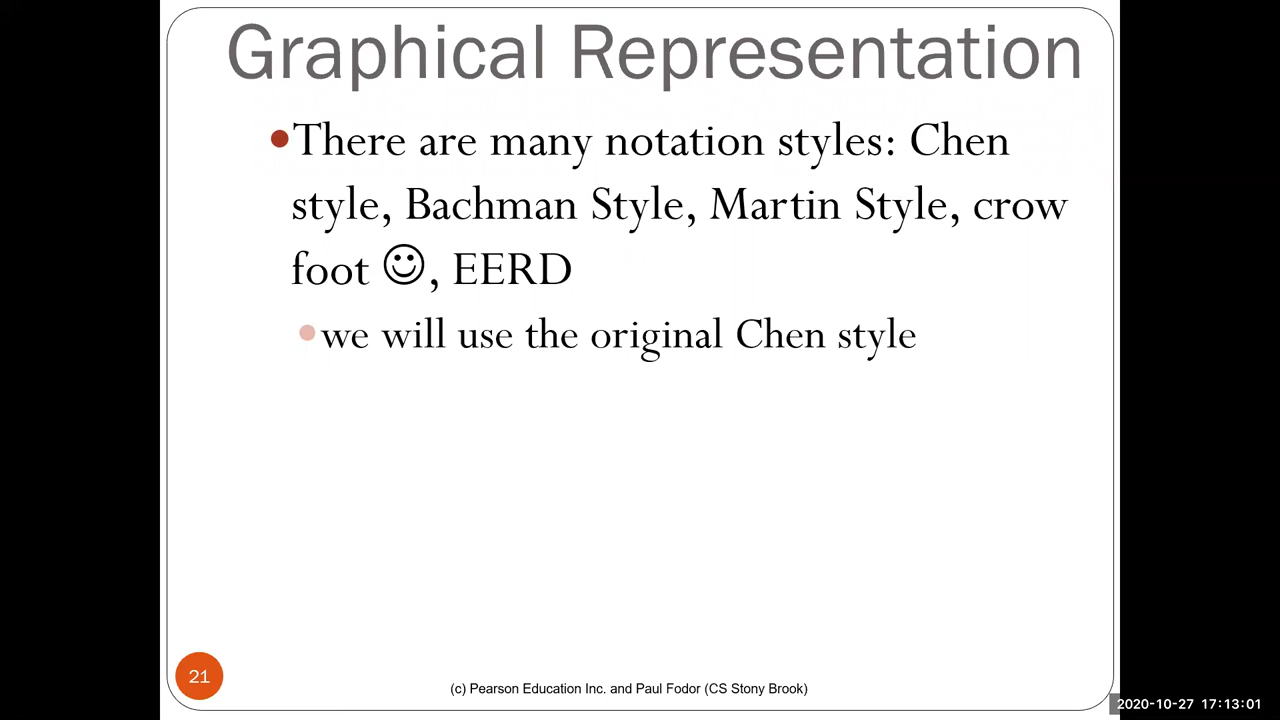 Graphical Representation
•There are many notation styles: Chen
style, Bachman Style, Martin Style, crow
foot ☺, EERD
•we will use the original Chen style
21
(c) Pearson Education Inc. and Paul Fodor (CS Stony Brook)
2020-10-27 17:13:01